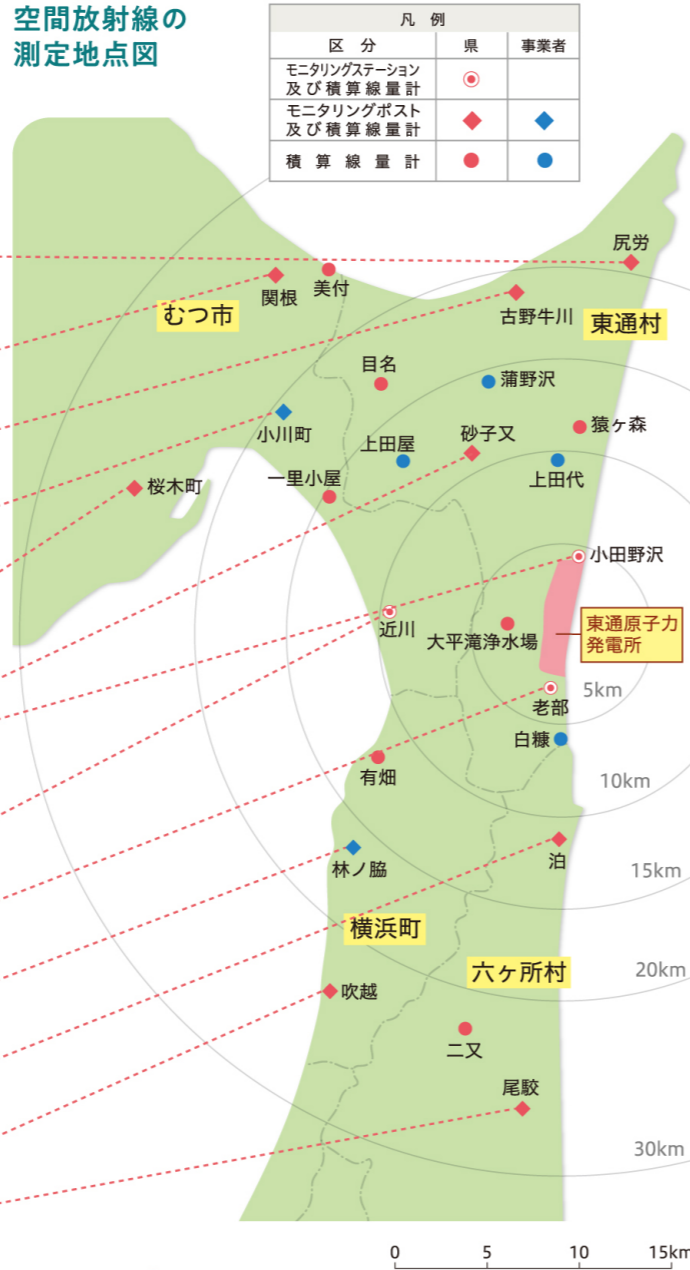 空間放射線の
測定地点図
凡 例
区 分 県 事業者
モニタリングステーション
及び積算線量計
モニタリングポスト
及び積算線量計
積 算 線 量 計
尻労
関根
美付
古野牛川
むつ市
東通村
目名
蒲野沢
小川町
猿ヶ森
上田屋
砂子又
上田代
一里小屋
桜木町
小田野沢
近川
大平滝浄水場
東通原子力
発電所
5km
老部
白糠
有畑
10km
林ノ脇
泊
15km
横浜町
六ヶ所村
20km
吹越
二又
尾駮
30km
0 5 10 15km